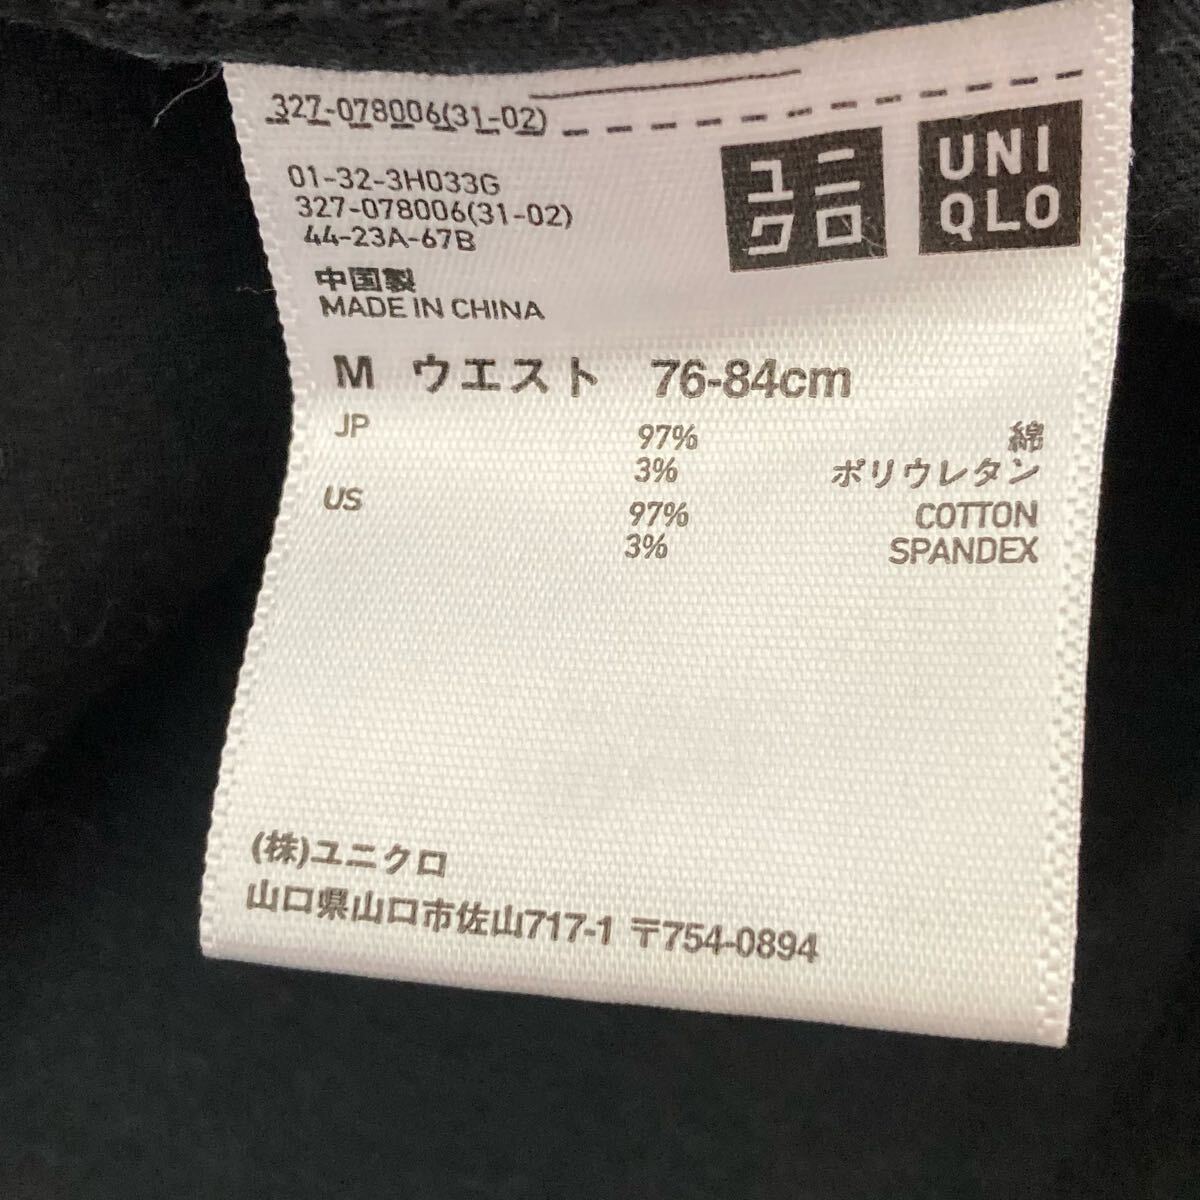 327-078006(31-02)
ユニ
クロ
UNI
QLO
01-32-3H033G
327-078006(31-02)
44-23A-67B
中国製
MADE IN CHINA
M ウエスト 76-84cm
JP 97% 綿
3% ポリウレタン
US 97% COTTON
3% SPANDEX
(株)ユニクロ
山口県山口市佐山717-1 〒754-0894